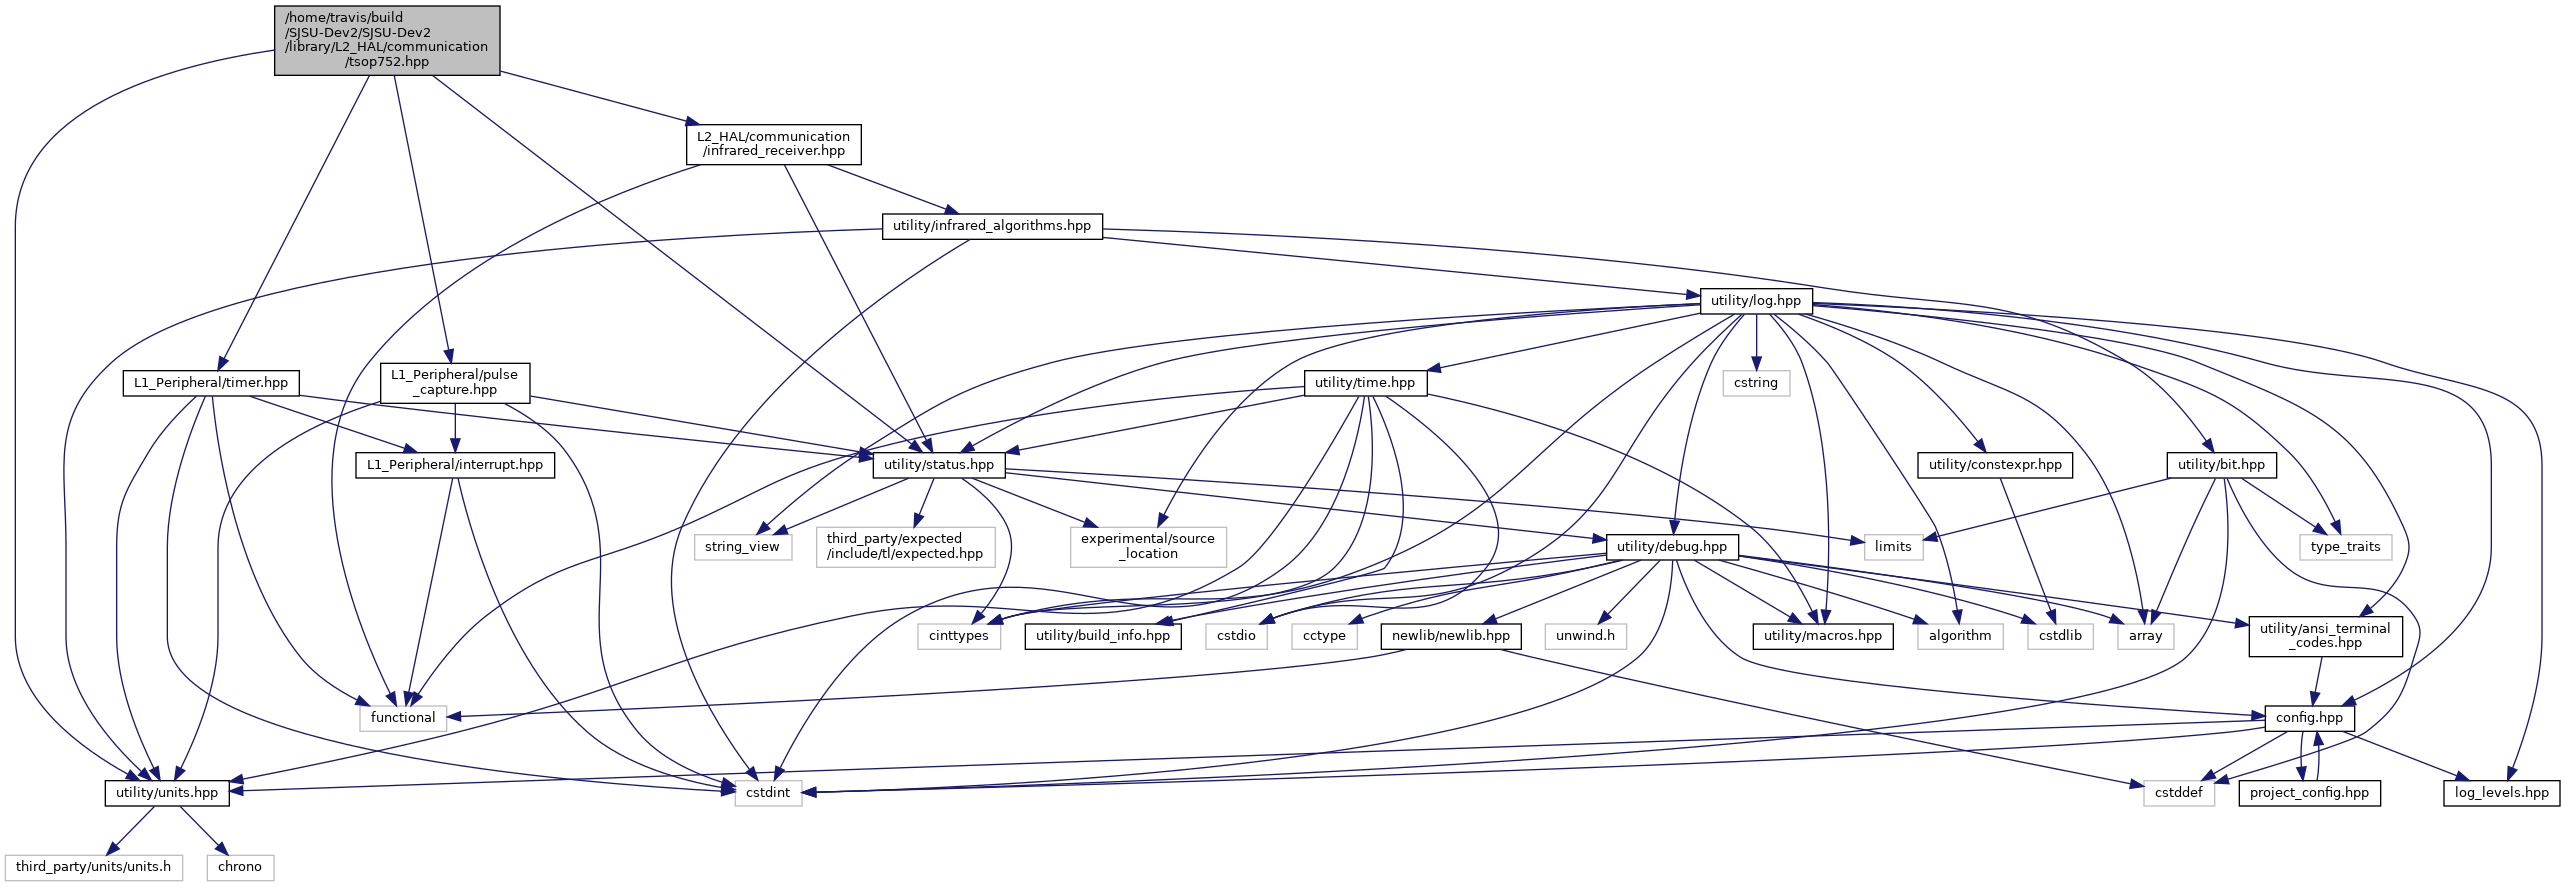 /home/travis/build
/SJSU-Dev2/SJSU-Dev2
/library/L2_HAL/communication
/tsop752.hpp
L2_HAL/communication
/infrared_receiver.hpp
utility/infrared_algorithms.hpp
utility/log.hpp
L1_Peripheral/timer.hpp
L1_Peripheral/pulse
_capture.hpp
utility/time.hpp
cstring
L1_Peripheral/interrupt.hpp
utility/status.hpp
utility/constexpr.hpp
utility/bit.hpp
string_view
third_party/expected
/include/tl/expected.hpp
experimental/source
_location
utility/debug.hpp
limits
type_traits
cinttypes
utility/build_info.hpp
cstdio
cctype
newlib/newlib.hpp
unwind.h
utility/macros.hpp
algorithm
cstdlib
array
utility/ansi_terminal
_codes.hpp
functional
config.hpp
utility/units.hpp
cstdint
cstddef
project_config.hpp
log_levels.hpp
third_party/units/units.h
chrono